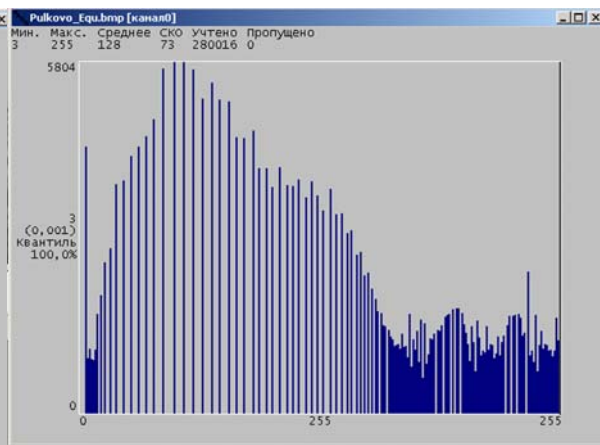 Pulkovo_Equ.bmp [канал0]
Мин. Макс. Среднее СКО Учтено Пропущено
3 255 128 73 280016 0
5804
3
(0,001)
Квантиль
100,0%
0
0 255 255